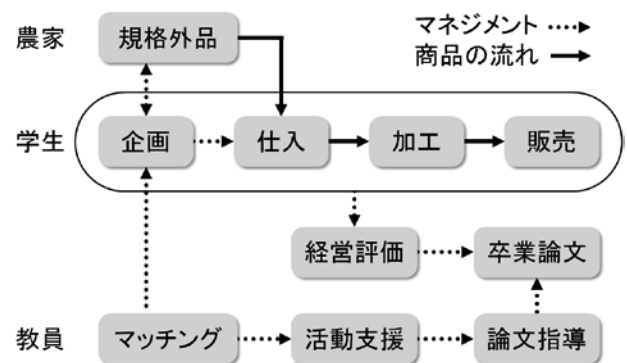 農家
規格外品
マネジメント
商品の流れ
学生
企画
仕入
加工
販売
経営評価
卒業論文
教員
マッチング
活動支援
論文指導